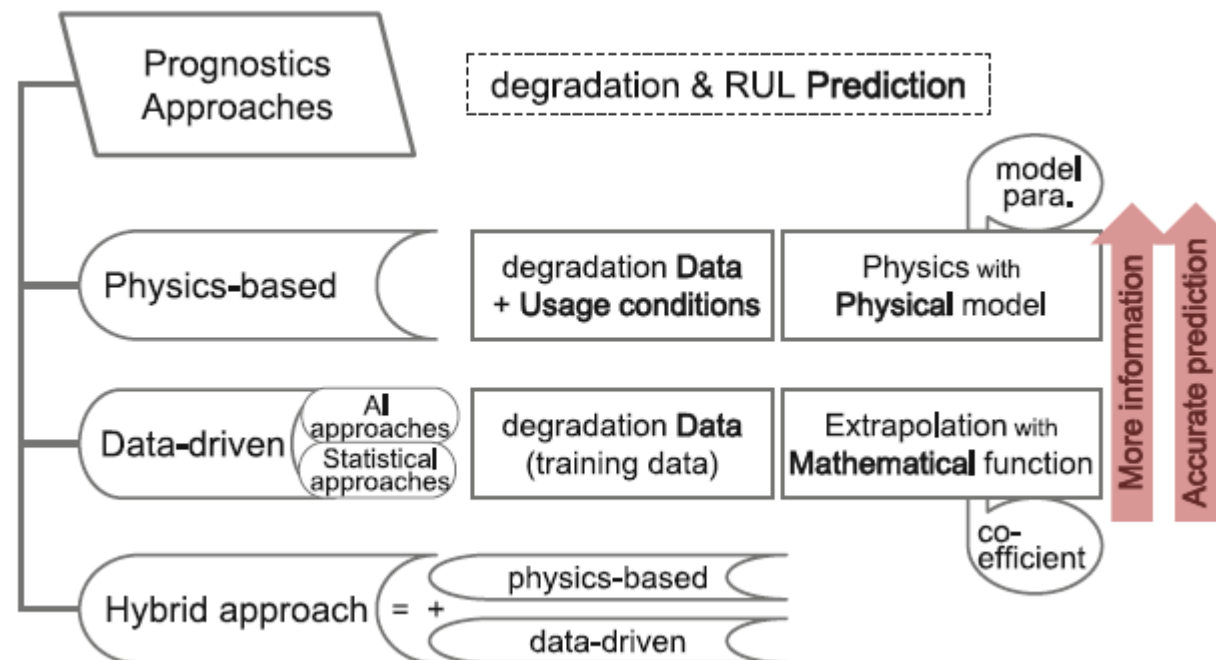 Prognostics
Approaches
degradation & RUL Prediction
model
para.
Physics-based
degradation Data
+ Usage conditions
Physics with
Physical model
Data-driven
AI
approaches
Statistical
approaches
degradation Data
(training data)
Extrapolation with
Mathematical function
co-
efficient
More information
Accurate prediction
Hybrid approach
= +
physics-based
data-driven